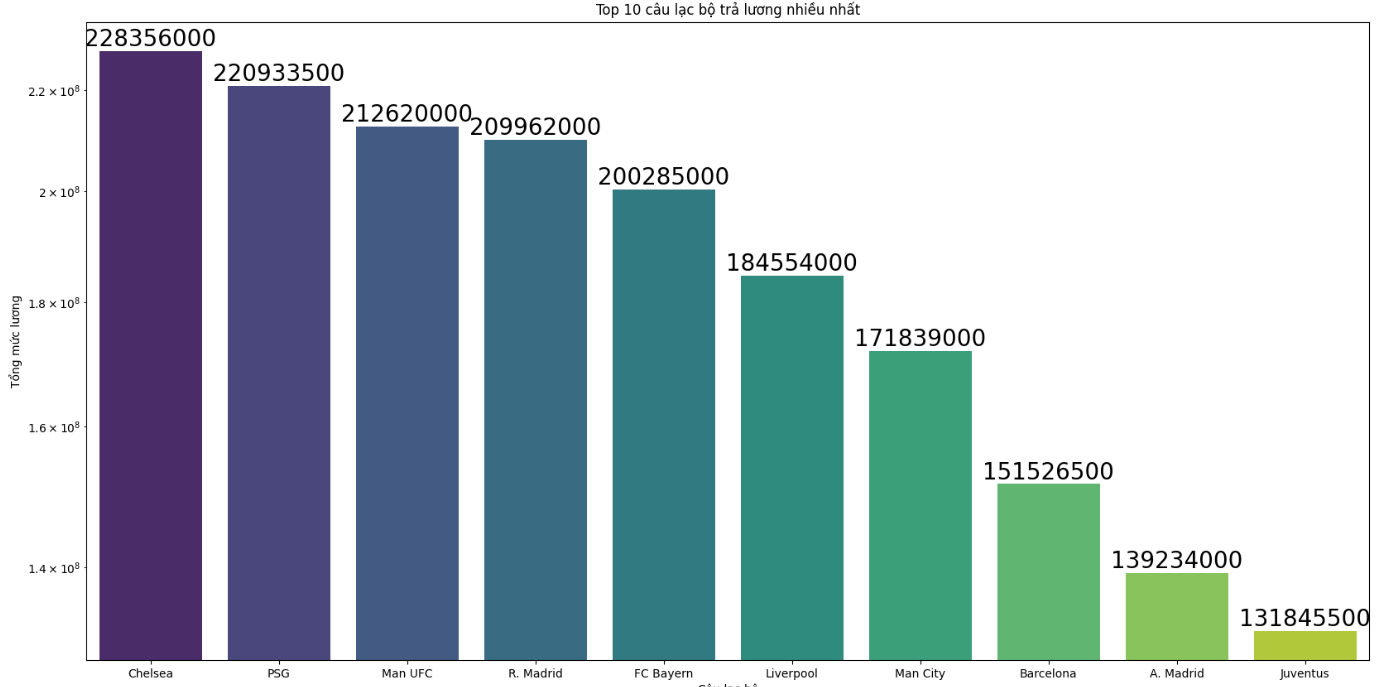 Top 10 câu lạc bộ trả lương nhiều nhất
228356000
220933500
212620000
209962000
200285000
184554000
171839000
151526500
139234000
131845500
2.2 × 10⁸
2 × 10⁸
1.8 × 10⁸
1.6 × 10⁸
1.4 × 10⁸
Tổng mức lương
Chelsea PSG Man UFC R. Madrid FC Bayern Liverpool Man City Barcelona A. Madrid Juventus